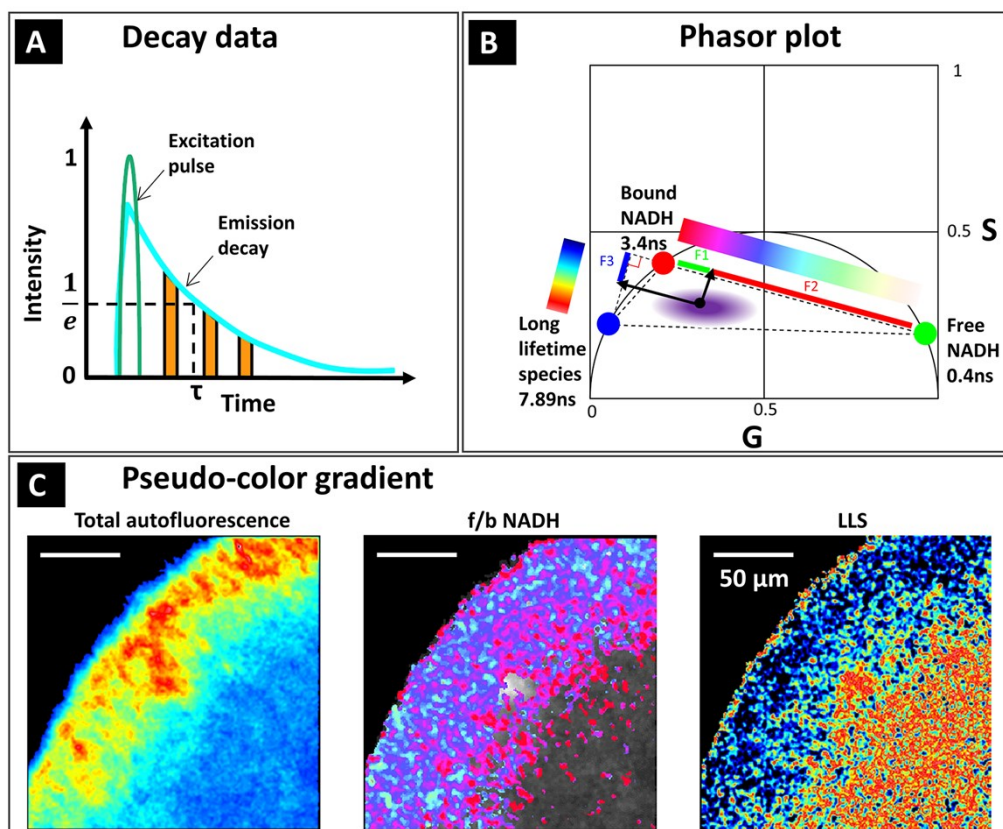 A
Decay data
Intensity
1
1
e
0
Excitation
pulse
Emission
decay
τ
Time
B
Phasor plot
1
0.5
S
Bound
NADH
3.4ns
F1
F2
F3
Long
lifetime
species
7.89ns
Free
NADH
0.4ns
0
0.5
G
C
Pseudo-color gradient
Total autofluorescence
f/b NADH
LLS
50 μm